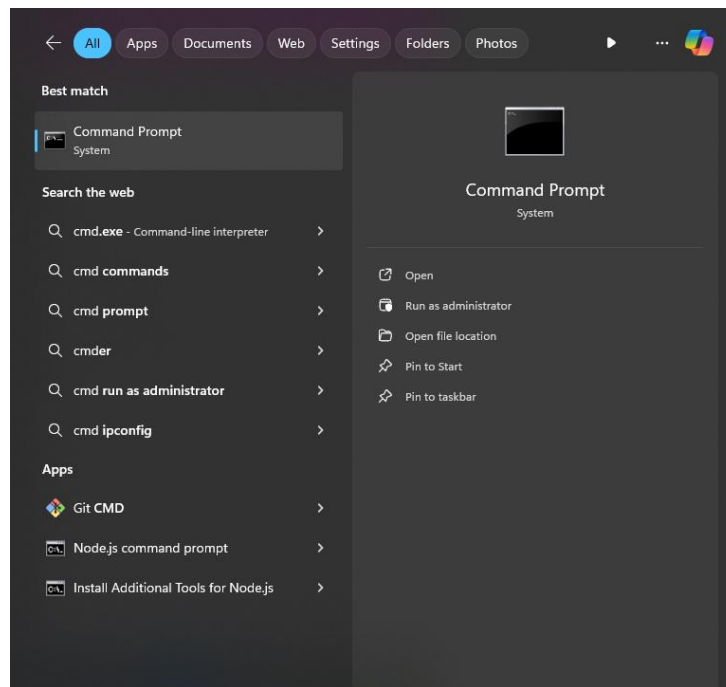 All Apps Documents Web Settings Folders Photos
Best match
Command Prompt
System
Search the web
cmd.exe - Command-line interpreter
cmd commands
cmd prompt
cmder
cmd run as administrator
cmd ipconfig
Apps
Git CMD
Node.js command prompt
Install Additional Tools for Node.js
Command Prompt
System
Open
Run as administrator
Open file location
Pin to Start
Pin to taskbar